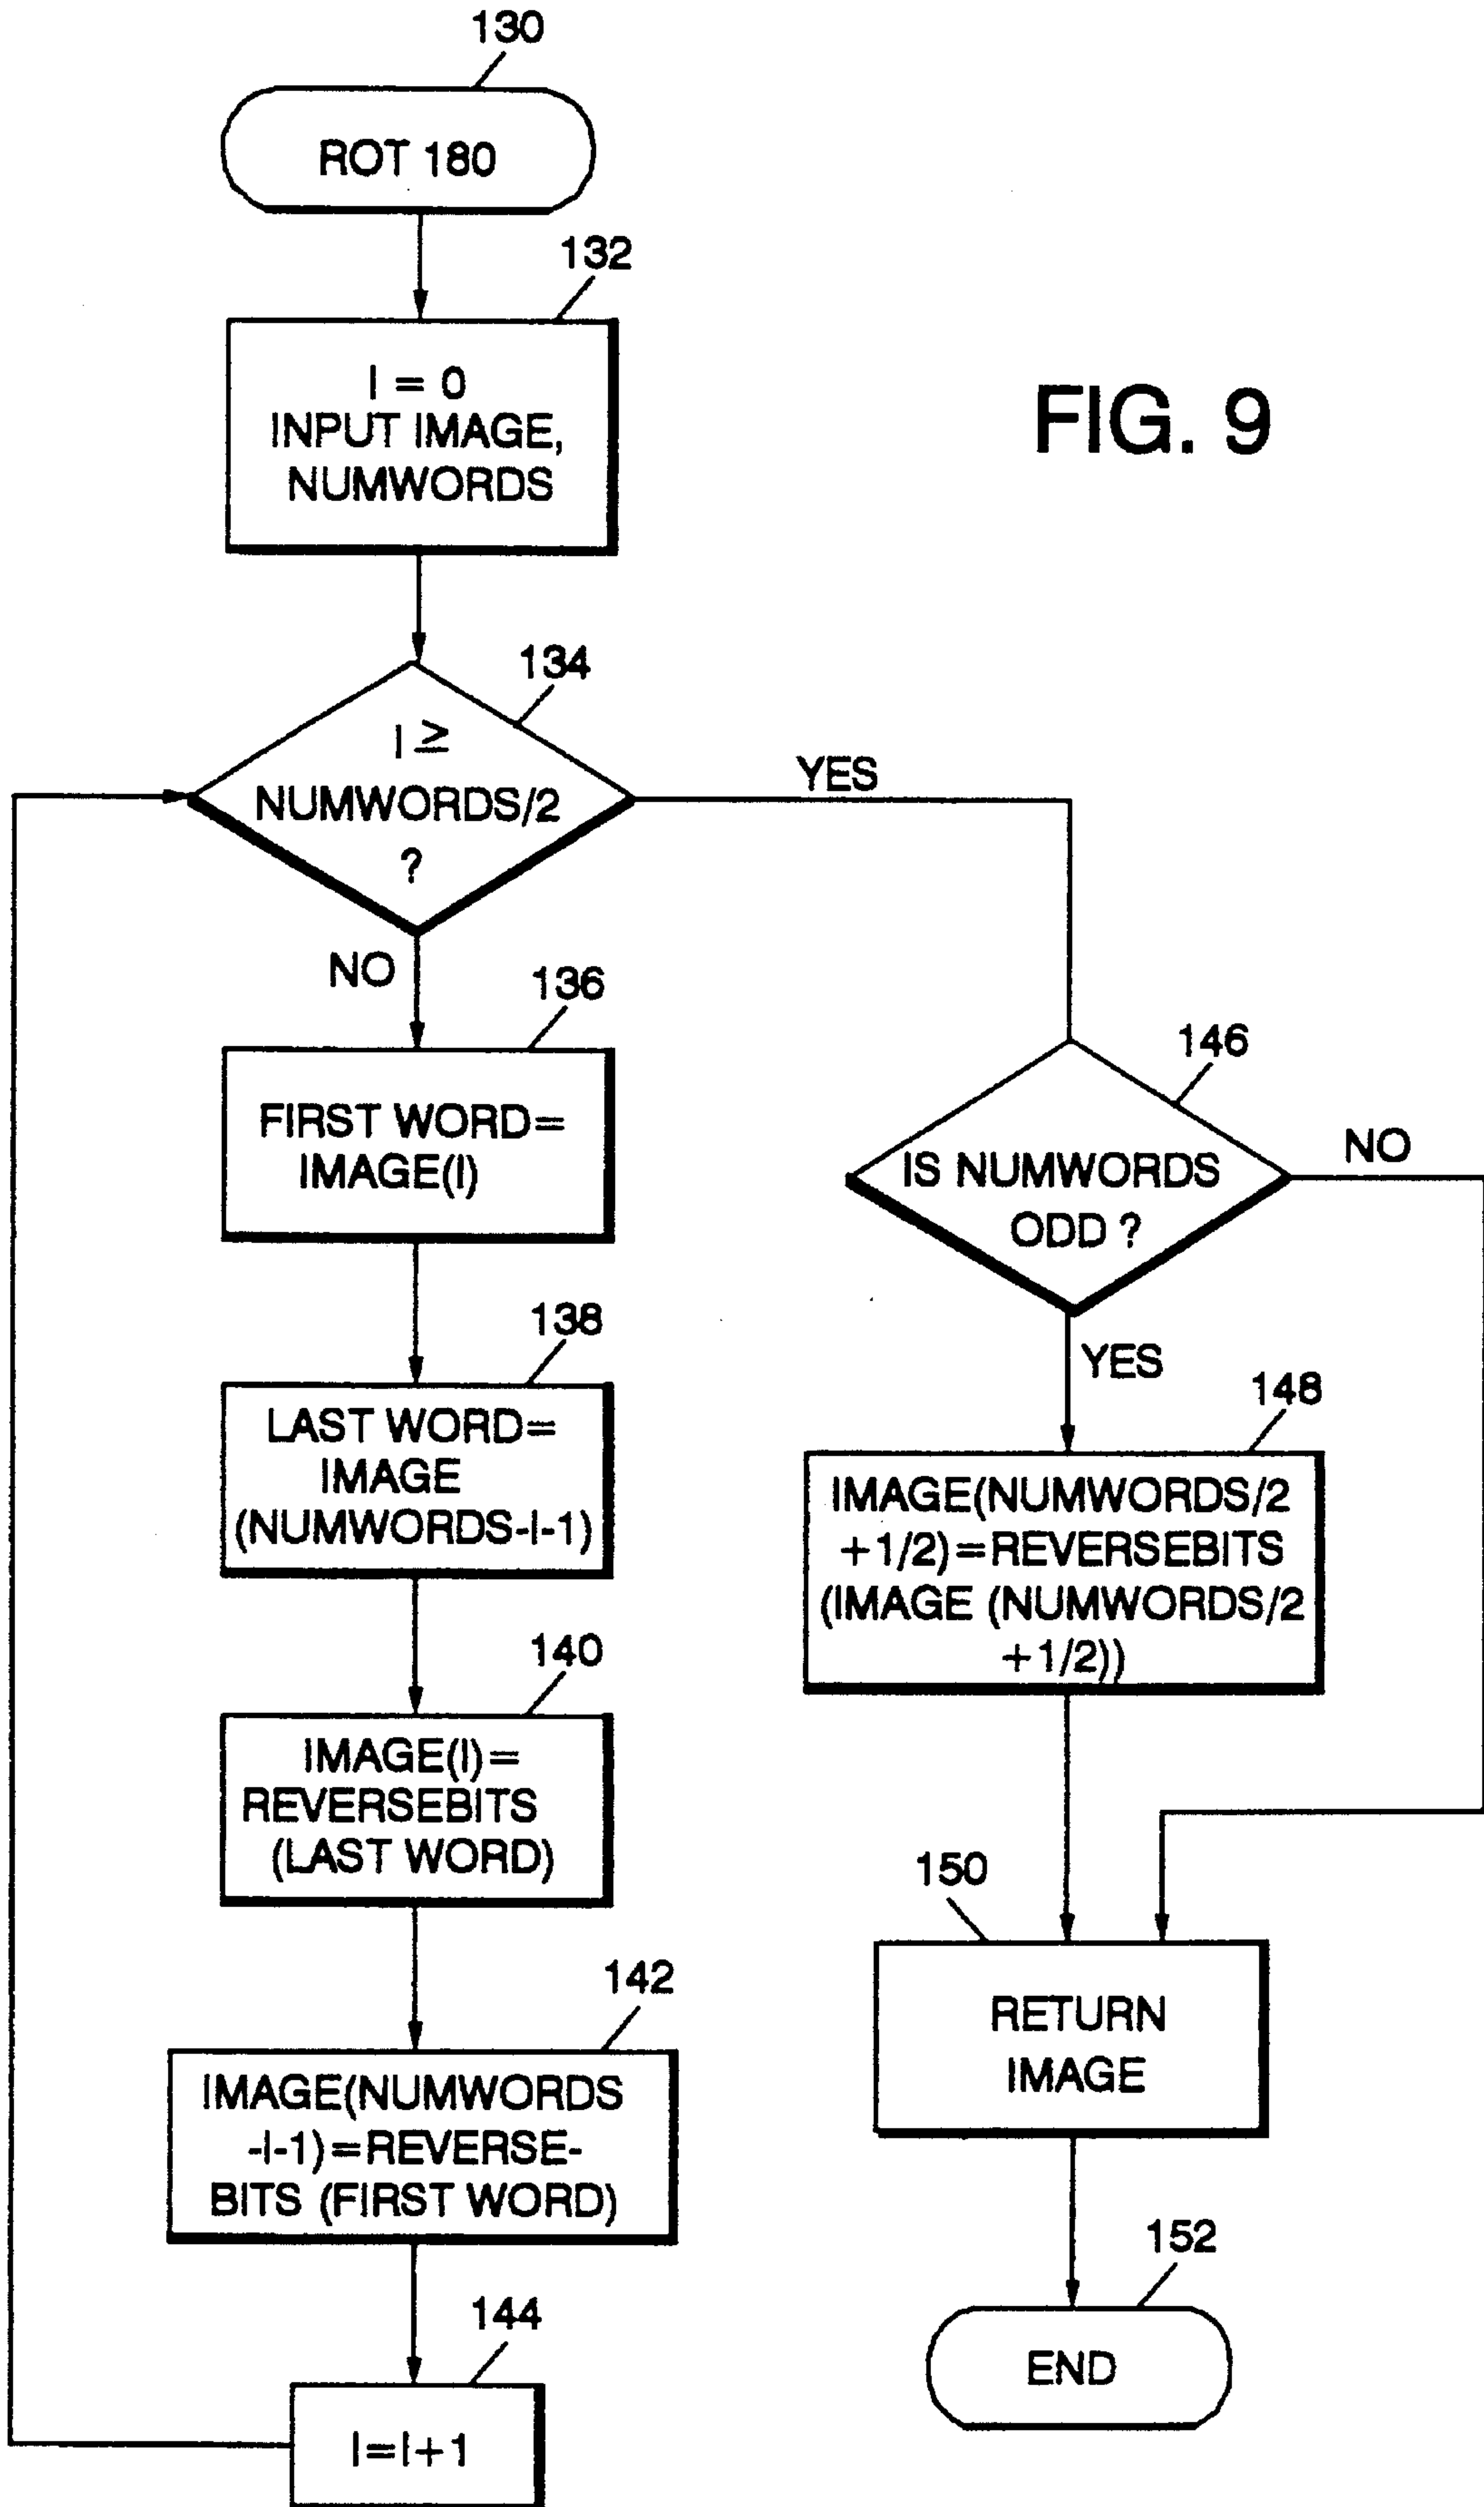 130
ROT 180
132
I = 0
INPUT IMAGE,
NUMWORDS
FIG. 9
134
I ≥
NUMWORDS/2
?
YES
NO
136
FIRST WORD=
IMAGE(I)
138
LAST WORD=
IMAGE
(NUMWORDS-I-1)
140
IMAGE(I)=
REVERSEBITS
(LAST WORD)
142
IMAGE(NUMWORDS
-I-1)=REVERSE-
BITS (FIRST WORD)
144
I=I+1
146
IS NUMWORDS
ODD ?
NO
YES
148
IMAGE(NUMWORDS/2
+1/2)=REVERSEBITS
(IMAGE (NUMWORDS/2
+1/2))
150
RETURN
IMAGE
152
END